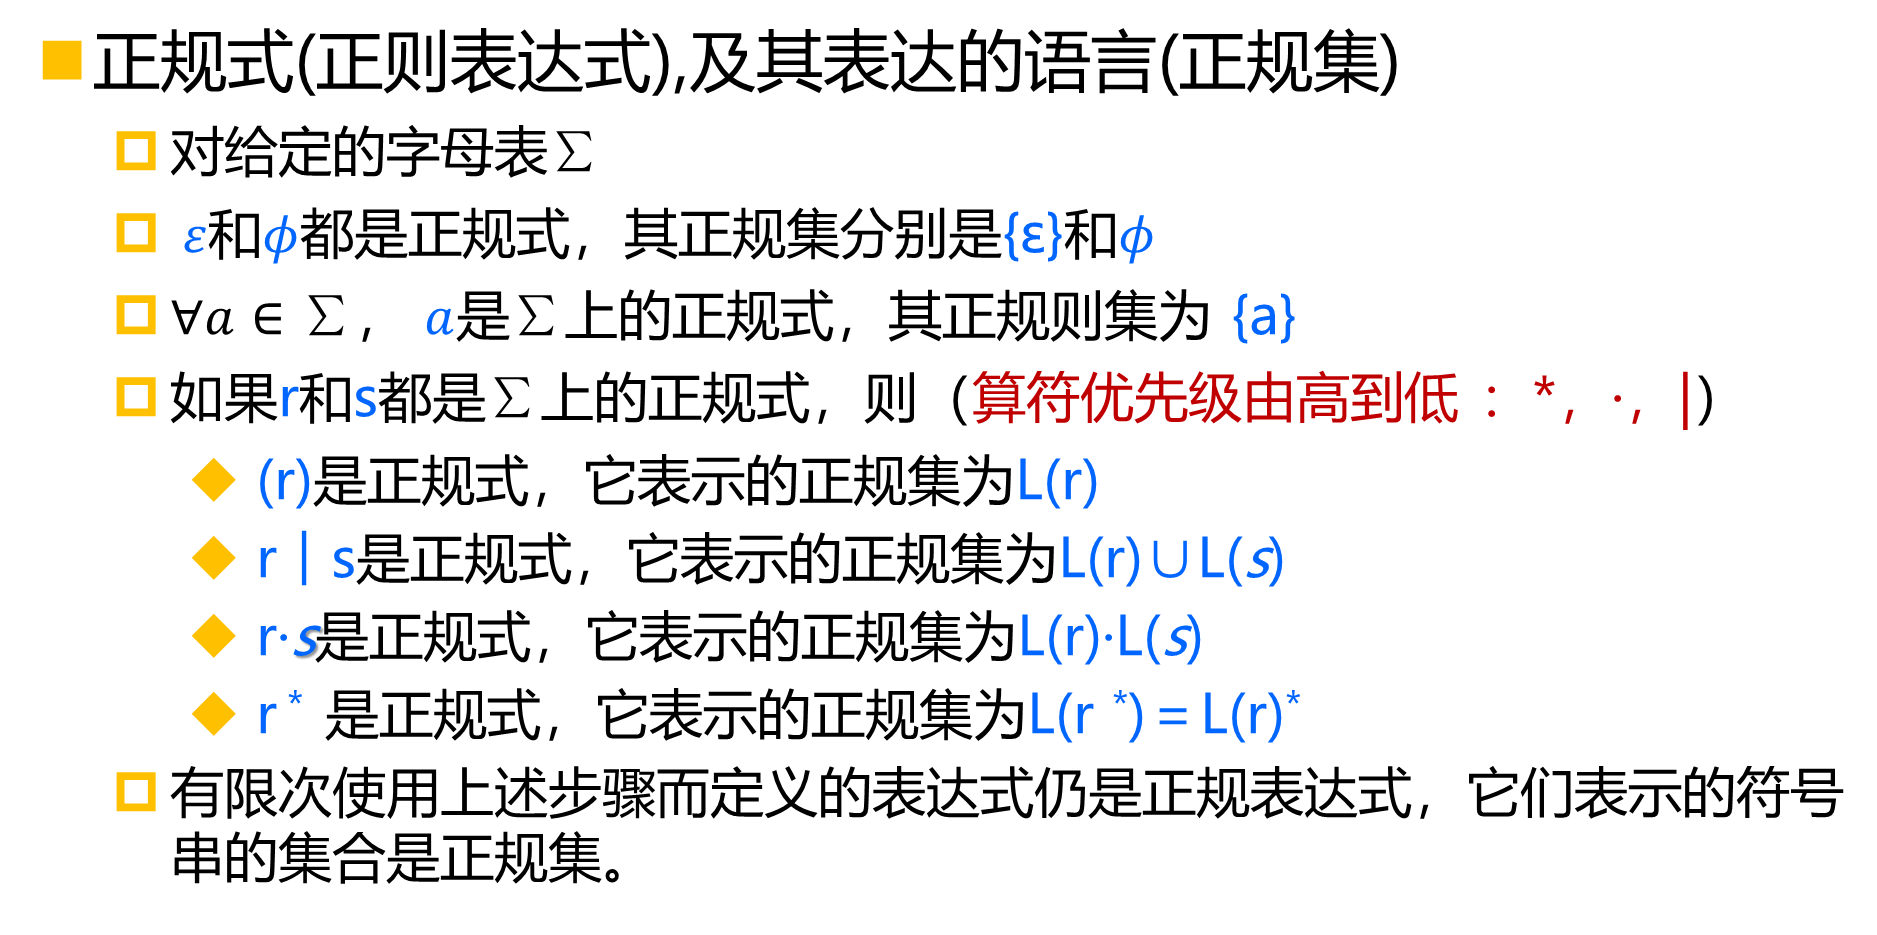 正规式(正则表达式),及其表达的语言(正规集)
对给定的字母表∑
ε和ϕ都是正规式，其正规集分别是{ε}和ϕ
∀a ∈ ∑， a是∑上的正规式，其正规则集为 {a}
如果r和s都是∑上的正规式，则（算符优先级由高到低 ：*，·，|）
(r)是正规式，它表示的正规集为L(r)
r｜s是正规式，它表示的正规集为L(r)∪L(s)
r·s是正规式，它表示的正规集为L(r)·L(s)
r * 是正规式，它表示的正规集为L(r *) = L(r)*
有限次使用上述步骤而定义的表达式仍是正规表达式，它们表示的符号
串的集合是正规集。